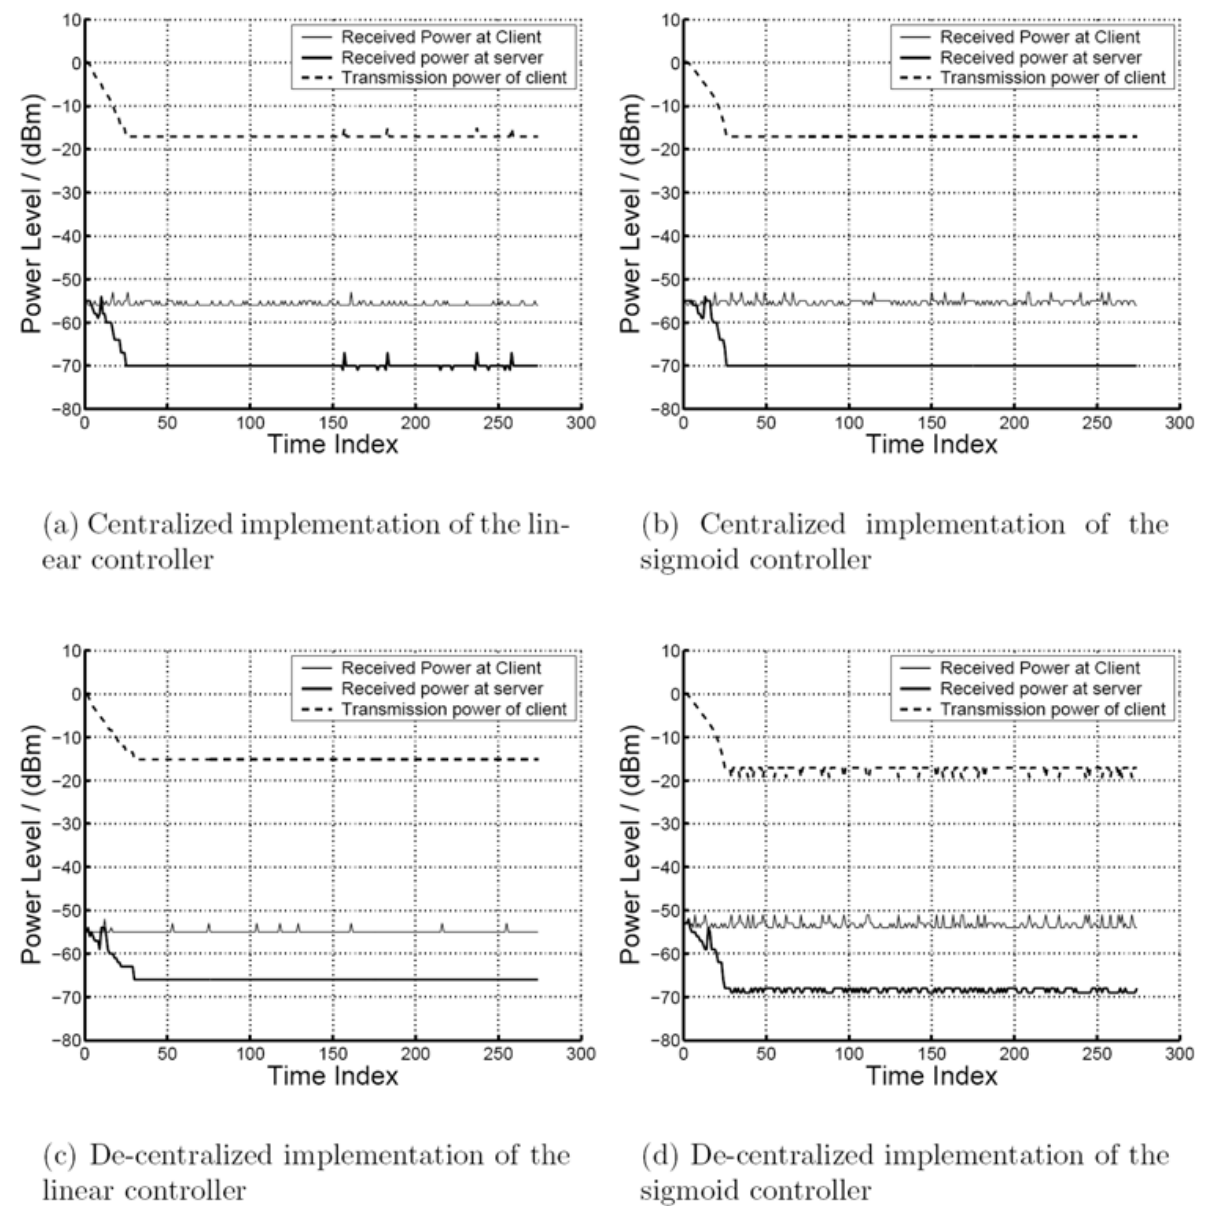 10
0
−10
−20
−30
−40
−50
−60
−70
−80
Power Level / (dBm)
Received Power at Client
Received power at server
Transmission power of client
0 50 100 150 200 250 300
Time Index
(a) Centralized implementation of the lin-
ear controller
10
0
−10
−20
−30
−40
−50
−60
−70
−80
Power Level / (dBm)
Received Power at Client
Received power at server
Transmission power of client
0 50 100 150 200 250 300
Time Index
(b) Centralized implementation of the
sigmoid controller
10
0
−10
−20
−30
−40
−50
−60
−70
−80
Power Level / (dBm)
Received Power at Client
Received power at server
Transmission power of client
0 50 100 150 200 250 300
Time Index
(c) De-centralized implementation of the
linear controller
10
0
−10
−20
−30
−40
−50
−60
−70
−80
Power Level / (dBm)
Received Power at Client
Received power at server
Transmission power of client
0 50 100 150 200 250 300
Time Index
(d) De-centralized implementation of the
sigmoid controller